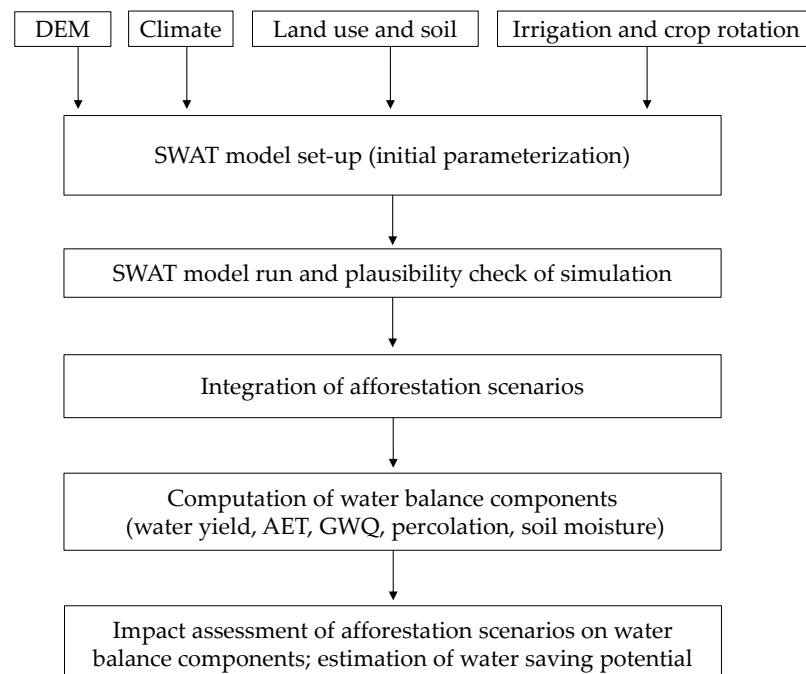 DEM
Climate
Land use and soil
Irrigation and crop rotation
SWAT model set-up (initial parameterization)
SWAT model run and plausibility check of simulation
Integration of afforestation scenarios
Computation of water balance components
(water yield, AET, GWQ, percolation, soil moisture)
Impact assessment of afforestation scenarios on water
balance components; estimation of water saving potential